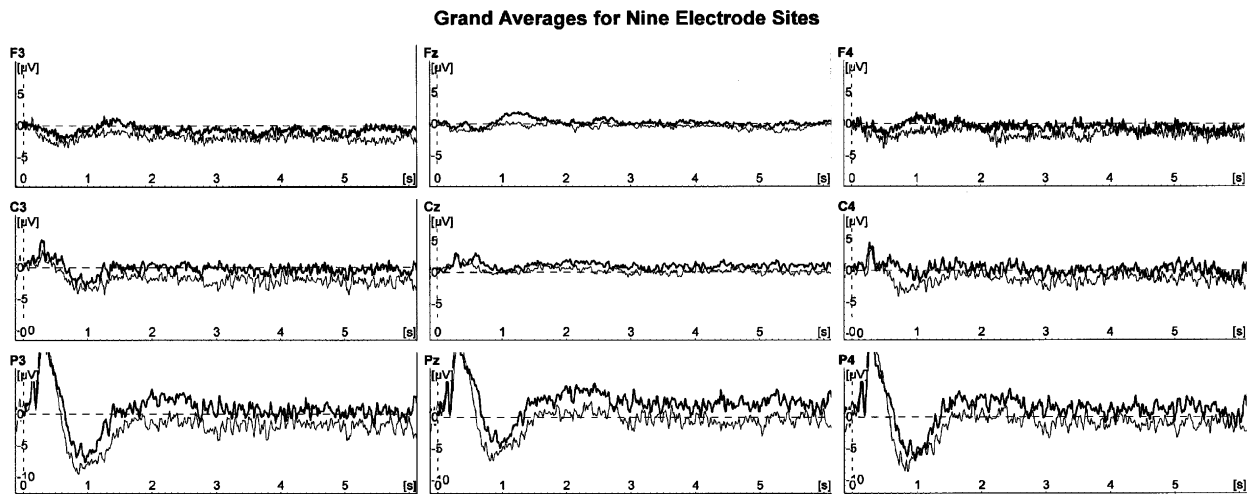 Grand Averages for Nine Electrode Sites
F3 Fz F4
[µV] [µV] [µV]
5 5 5
0 0 0
-5 -5 -5
0 1 2 3 4 5 [s] 0 1 2 3 4 5 [s] 0 1 2 3 4 5 [s]
C3 Cz C4
[µV] [µV] [µV]
5 5
0 0 0
-5 -5 -5
-00 1 2 3 4 5 [s] 0 1 2 3 4 5 [s] -00 1 2 3 4 5 [s]
P3 Pz P4
[µV] [µV] [µV]
0 0 0
-5 -5 -5
-10 -10 -10
0 1 2 3 4 5 [s] 0 1 2 3 4 5 [s] 0 1 2 3 4 5 [s]